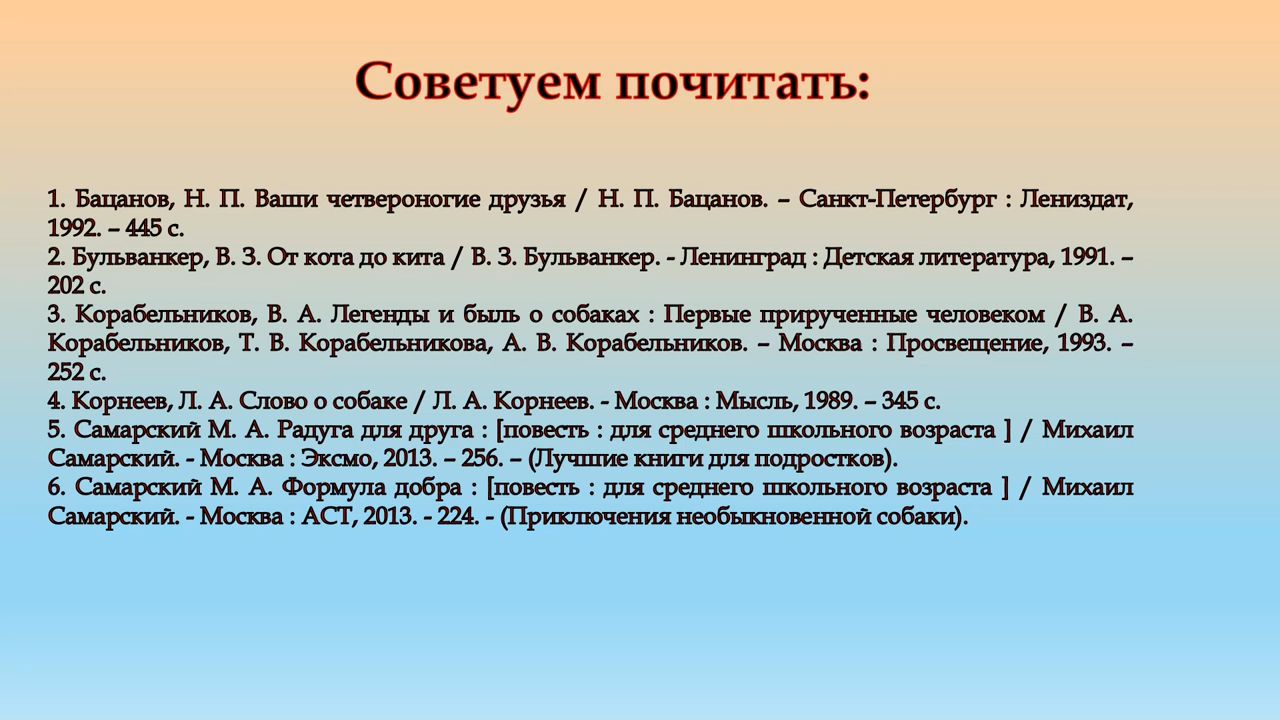 Советуем почитать:
1. Бацанов, Н. П. Ваши четвероногие друзья / Н. П. Бацанов. – Санкт-Петербург : Лениздат,
1992. – 445 с.
2. Бульванкер, В. З. От кота до кита / В. З. Бульванкер. - Ленинград : Детская литература, 1991. –
202 с.
3. Корабельников, В. А. Легенды и быль о собаках : Первые прирученные человеком / В. А.
Корабельников, Т. В. Корабельникова, А. В. Корабельников. – Москва : Просвещение, 1993. –
252 с.
4. Корнеев, Л. А. Слово о собаке / Л. А. Корнеев. - Москва : Мысль, 1989. – 345 с.
5. Самарский М. А. Радуга для друга : [повесть : для среднего школьного возраста ] / Михаил
Самарский. - Москва : Эксмо, 2013. – 256. – (Лучшие книги для подростков).
6. Самарский М. А. Формула добра : [повесть : для среднего школьного возраста ] / Михаил
Самарский. - Москва : АСТ, 2013. - 224. - (Приключения необыкновенной собаки).